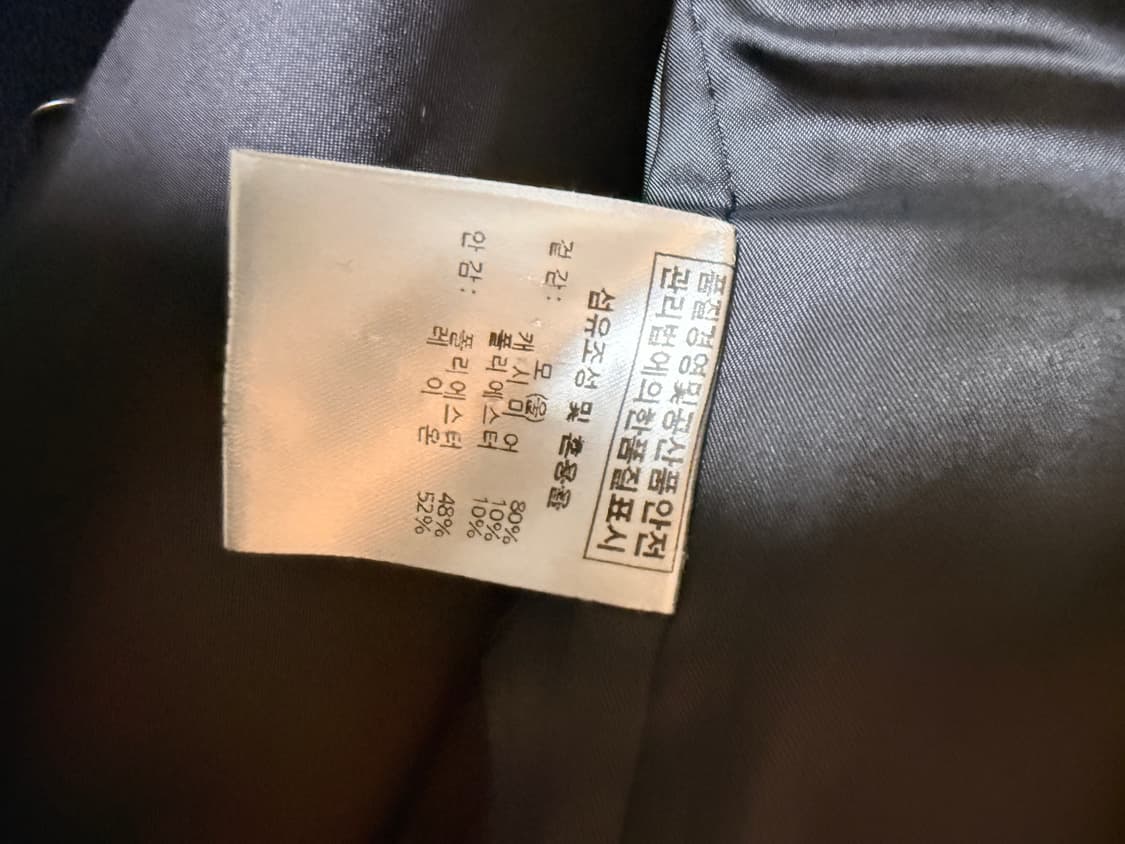 품질경영및공산품안전
관리법에의한품질표시
섬유조성 및 혼용율
겉 감: 모 (울) 80%
캐 시 미 어 10%
폴 리 에 스 터 10%
안 감: 폴 리 에 스 터 48%
레 이 온 52%